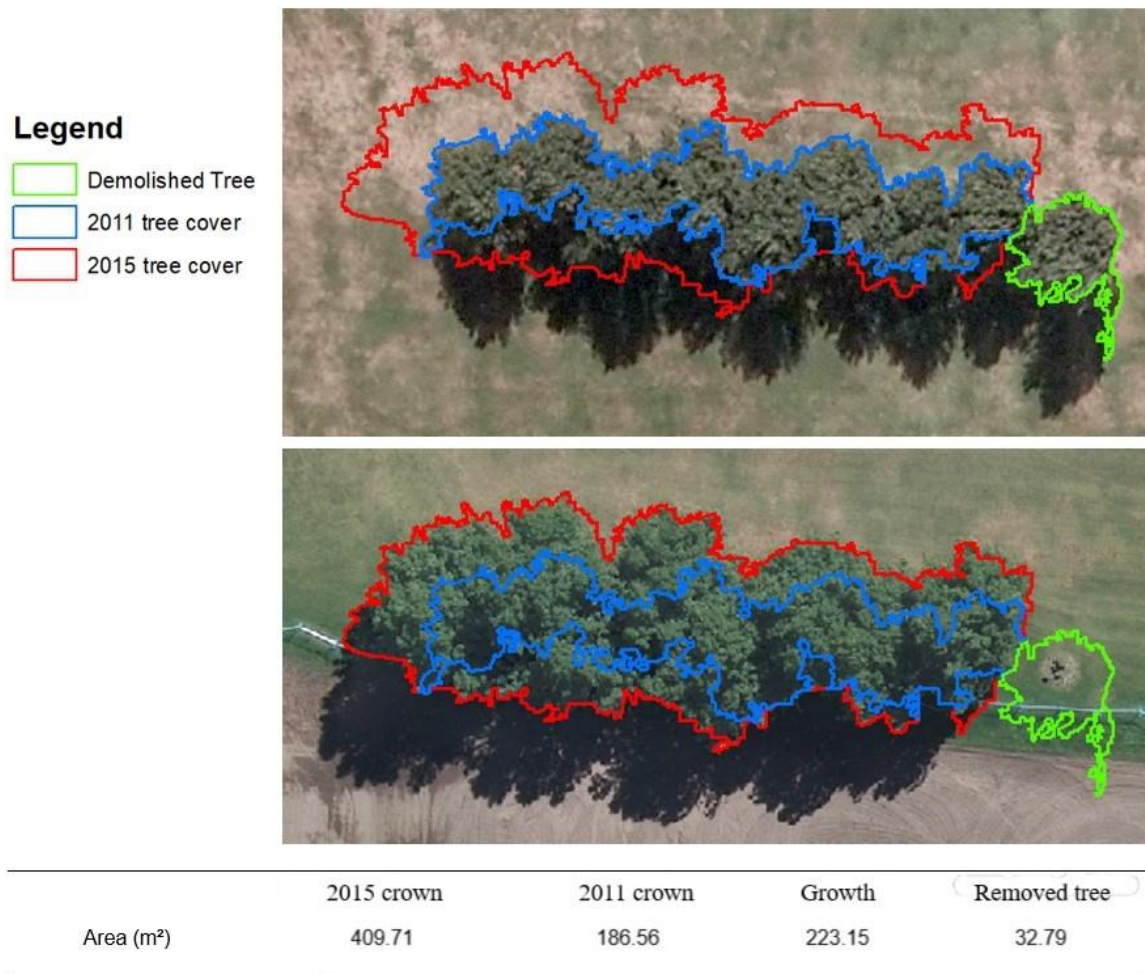 Legend
Demolished Tree
2011 tree cover
2015 tree cover
2015 crown 2011 crown Growth Removed tree
Area (m²) 409.71 186.56 223.15 32.79